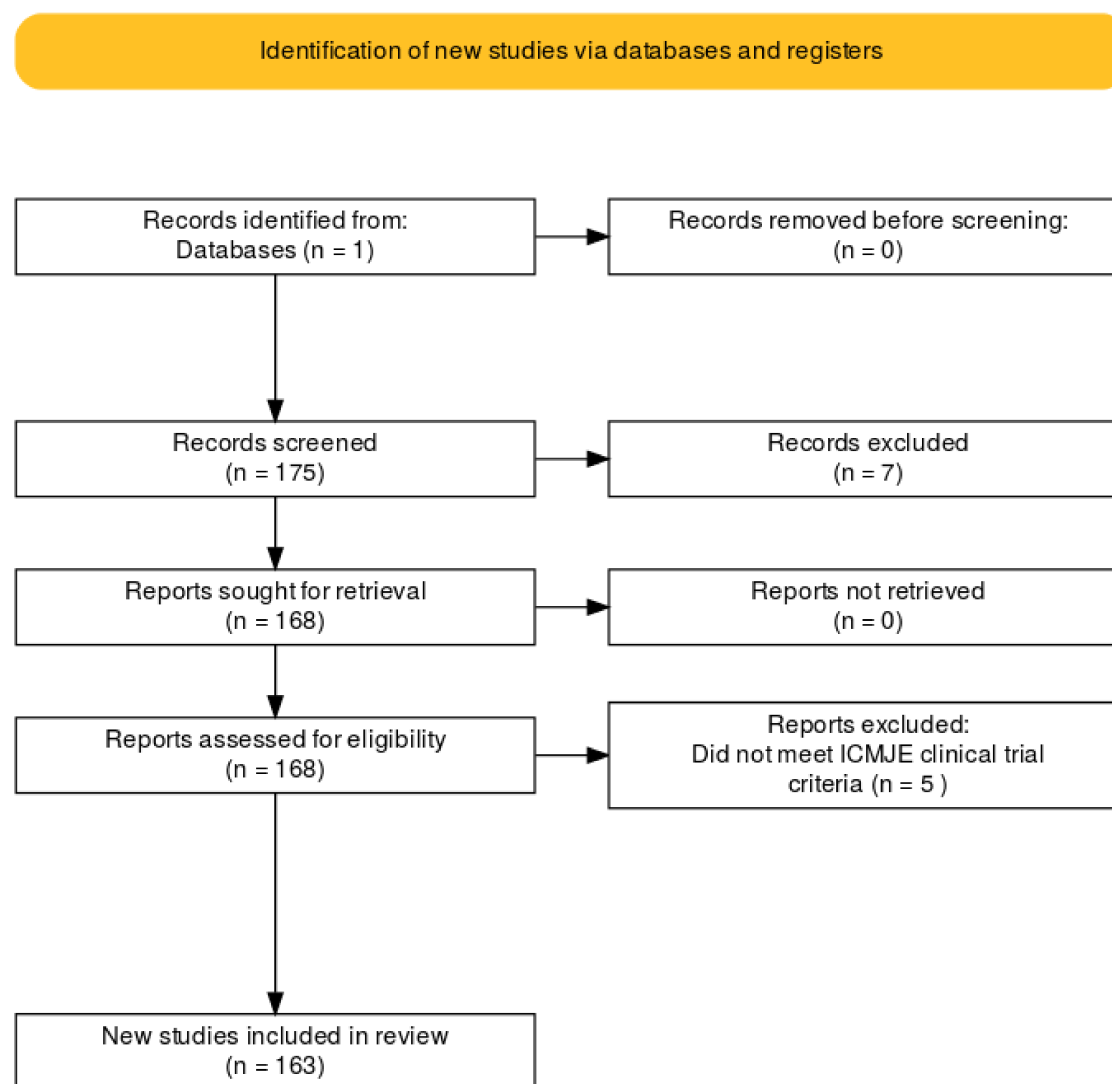 Identification of new studies via databases and registers
Records identified from:
Databases (n = 1)
Records removed before screening:
(n = 0)
Records screened
(n = 175)
Records excluded
(n = 7)
Reports sought for retrieval
(n = 168)
Reports not retrieved
(n = 0)
Reports assessed for eligibility
(n = 168)
Reports excluded:
Did not meet ICMJE clinical trial
criteria (n = 5 )
New studies included in review
(n = 163)